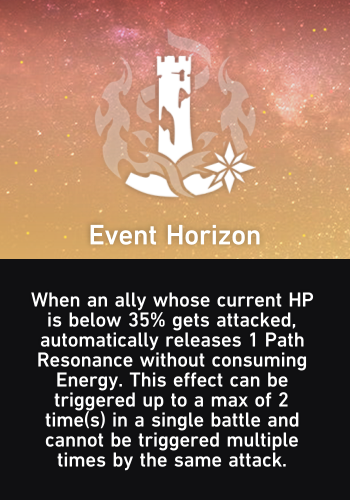 Event Horizon
When an ally whose current HP
is below 35% gets attacked,
automatically releases 1 Path
Resonance without consuming
Energy. This effect can be
triggered up to a max of 2
time(s) in a single battle and
cannot be triggered multiple
times by the same attack.